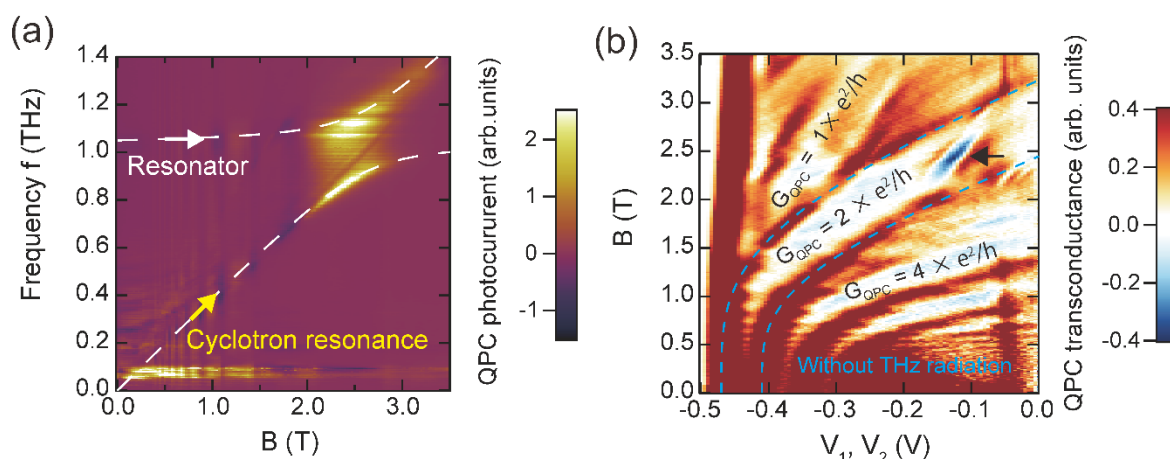 (a)
1.4
1.2
1.0
0.8
0.6
0.4
0.2
0.0
Frequency f (THz)
Resonator
Cyclotron resonance
0.0
1.0
2.0
3.0
B (T)
2
1
0
-1
QPC photocururent (arb. units)
(b)
3.5
3.0
2.5
2.0
1.5
1.0
0.5
0.0
B (T)
G_QPC = 1 × e²/h
G_QPC = 2 × e²/h
G_QPC = 4 × e²/h
Without THz radiation
-0.5
-0.4
-0.3
-0.2
-0.1
0.0
V₁, V₂ (V)
0.4
0.2
0.0
-0.2
-0.4
QPC transconductance (arb. units)